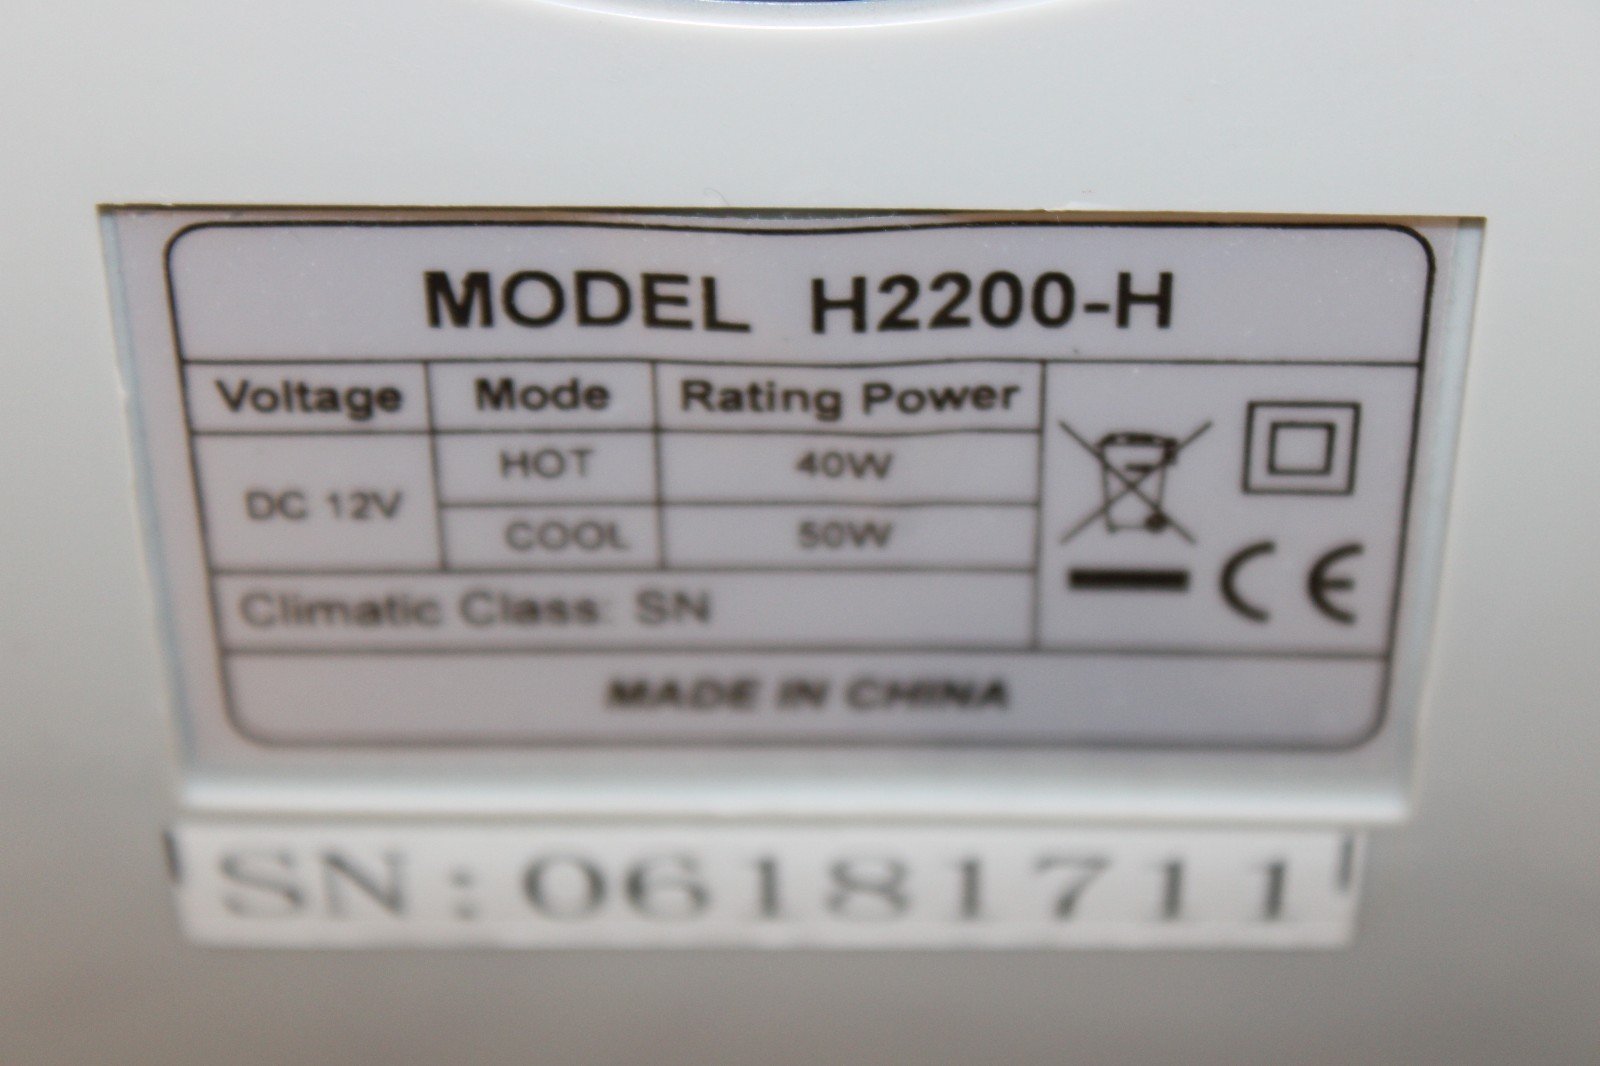 MODEL H2200-H
Voltage Mode Rating Power
DC 12V
HOT 40W
COOL 50W
Climatic Class: SN
CE
MADE IN CHINA
SN:06181711